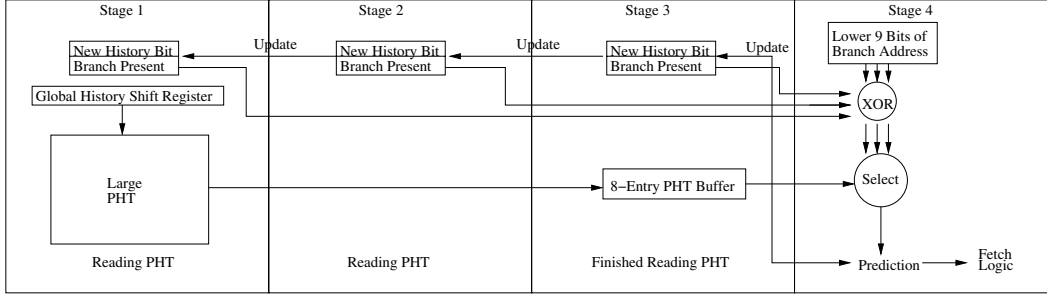 Stage 1
Stage 2
Stage 3
Stage 4
New History Bit
Branch Present
Update
New History Bit
Branch Present
Update
New History Bit
Branch Present
Update
Lower 9 Bits of
Branch Address
Global History Shift Register
XOR
Large
PHT
8−Entry PHT Buffer
Select
Reading PHT
Reading PHT
Finished Reading PHT
Prediction
Fetch
Logic